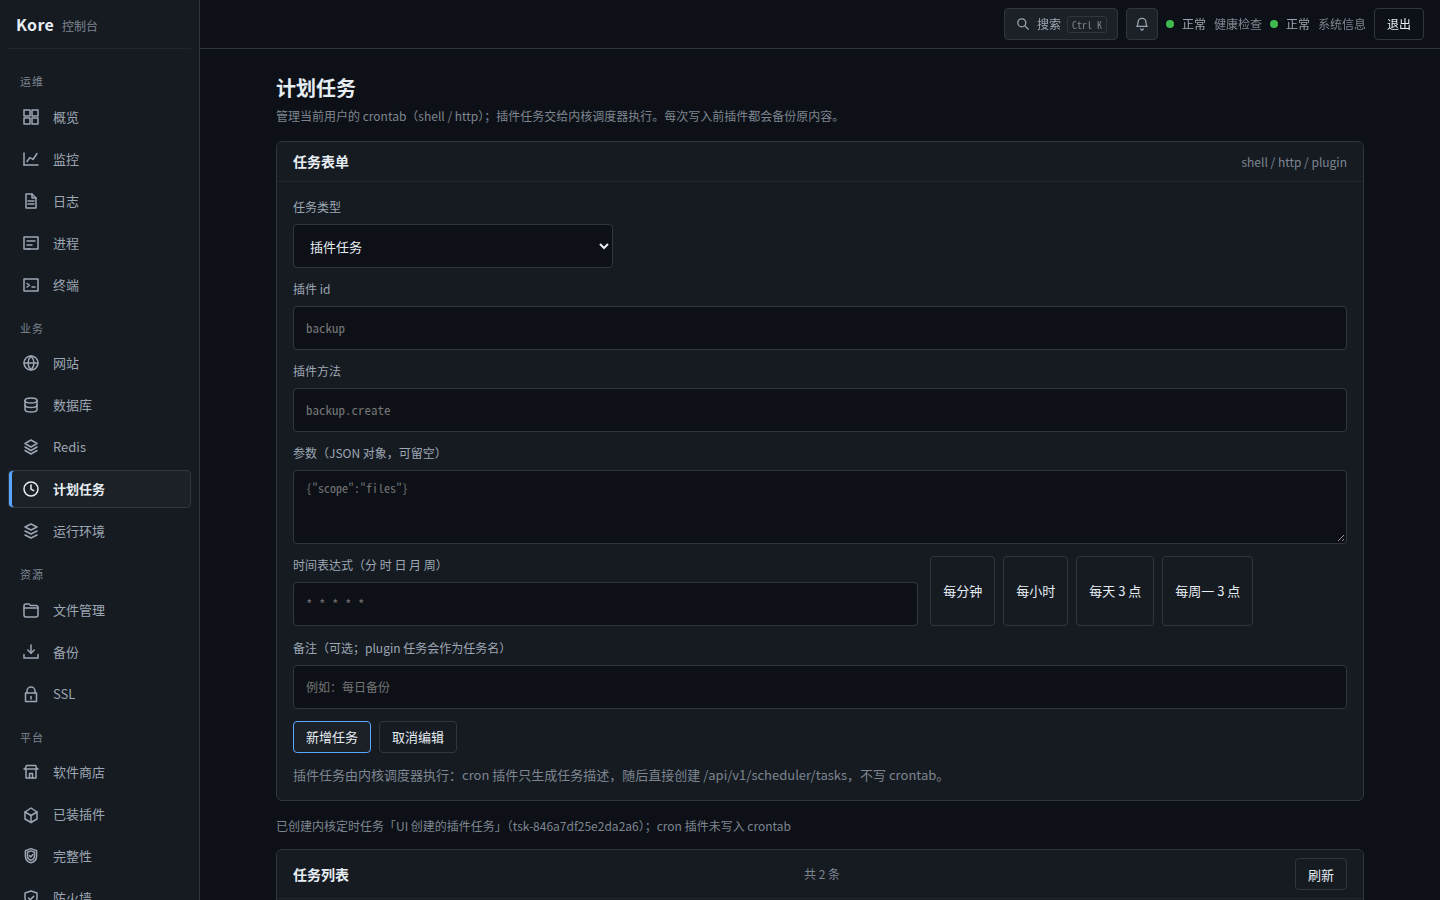 Kore 控制台
搜索 Ctrl K
正常 健康检查
正常 系统信息
退出
运维
概览
监控
日志
进程
终端
业务
网站
数据库
Redis
计划任务
运行环境
资源
文件管理
备份
SSL
平台
软件商店
已装插件
完整性
防火墙
计划任务
管理当前用户的 crontab（shell / http）；插件任务交给内核调度器执行。每次写入前插件都会备份原内容。
任务表单
shell / http / plugin
任务类型
插件任务
插件 id
backup
插件方法
backup.create
参数（JSON 对象，可留空）
{"scope":"files"}
时间表达式（分 时 日 月 周）
* * * * *
每分钟
每小时
每天 3 点
每周一 3 点
备注（可选；plugin 任务会作为任务名）
例如：每日备份
新增任务
取消编辑
插件任务由内核调度器执行：cron 插件只生成任务描述，随后直接创建 /api/v1/scheduler/tasks，不写 crontab。
已创建内核定时任务「UI 创建的插件任务」（tsk-846a7df25e2da2a6）；cron 插件未写入 crontab
任务列表
共 2 条
刷新